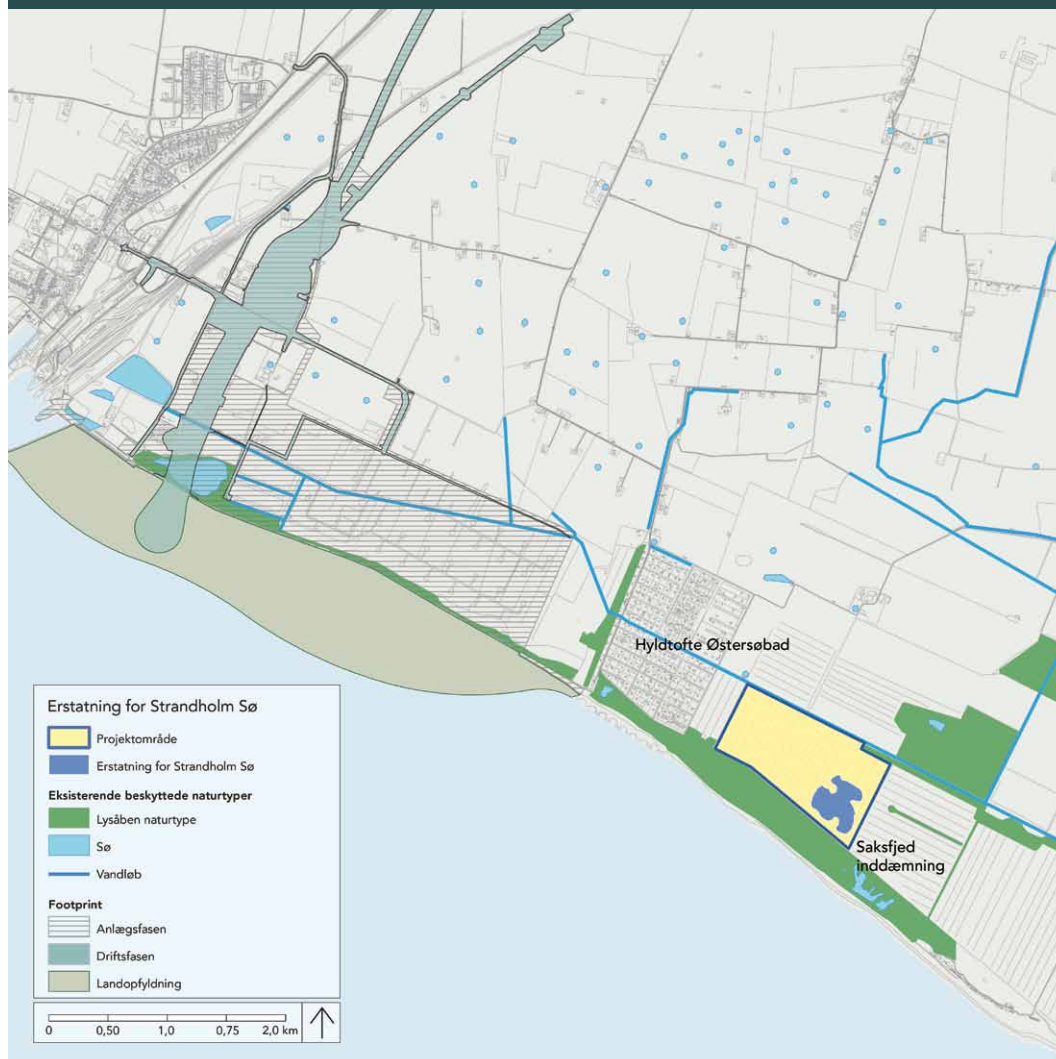 Hyldtofte Østersøbad
Saksfjed
inddæmning
Erstatning for Strandholm Sø
Projektområde
Erstatning for Strandholm Sø
Eksisterende beskyttede naturtyper
Lysåben naturtype
Sø
Vandløb
Footprint
Anlægsfasen
Driftsfasen
Landopfyldning
0 0,50 1,0 0,75 2,0 km